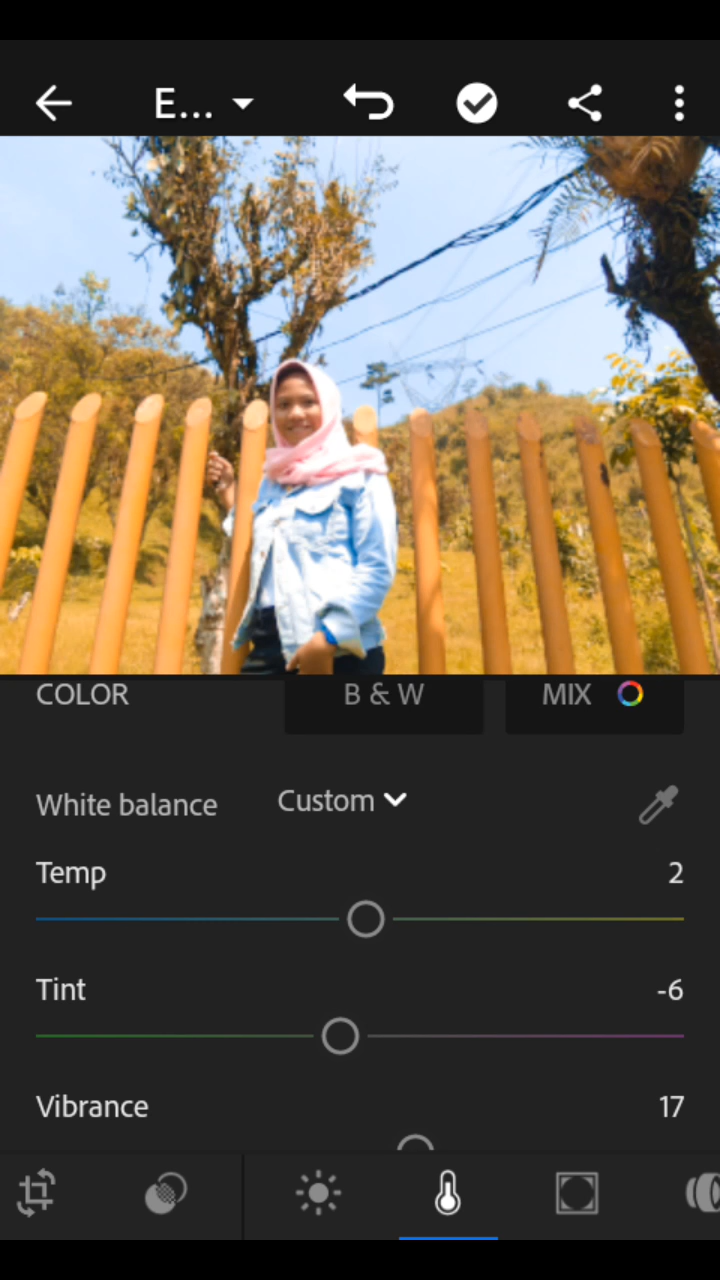 E...
COLOR
B & W
MIX
White balance
Custom
Temp
2
Tint
-6
Vibrance
17